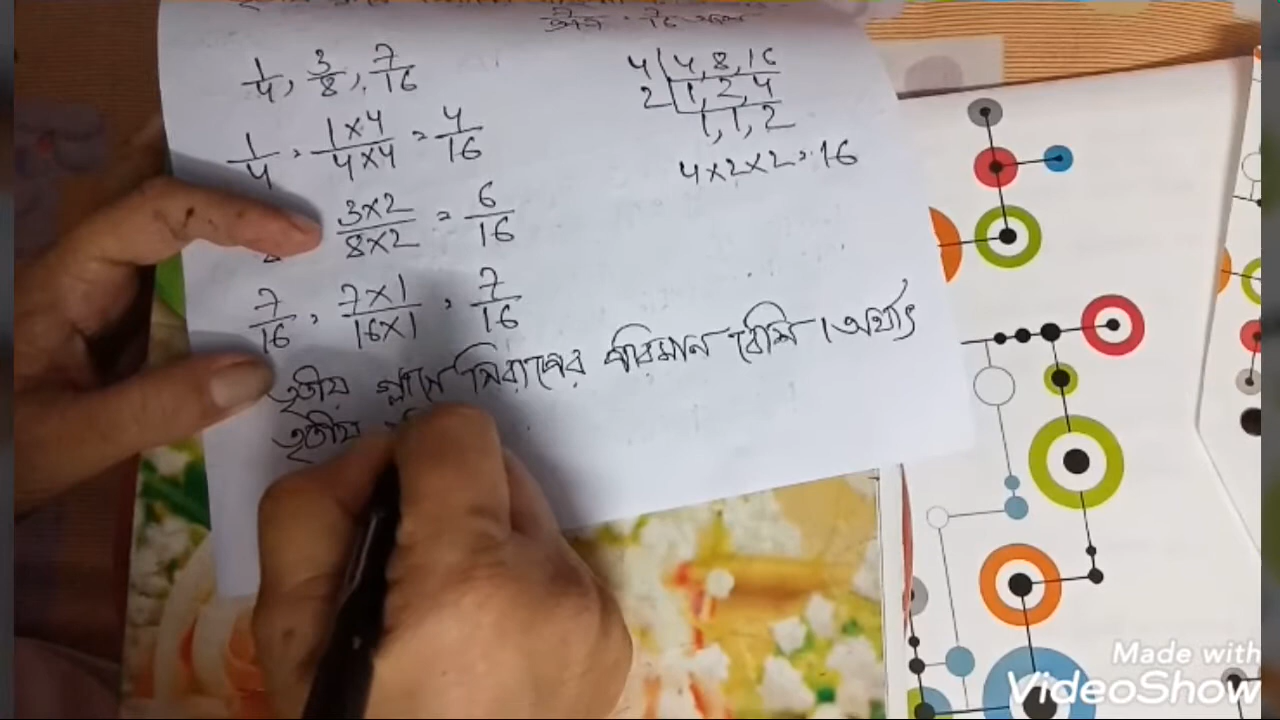 7/16
1/4, 3/8, 7/16
1/4 = 1×4/4×4 = 4/16
3×2/8×2 = 6/16
7/16 = 7×1/16×1 = 7/16
4 | 4, 8, 16
2 | 1, 2, 4
1, 1, 2
4×2×2 = 16
তৃতীয় গ্লাসে সিরাপের পরিমান বেশি। অর্থাৎ
তৃতীয়
Made with
VideoShow